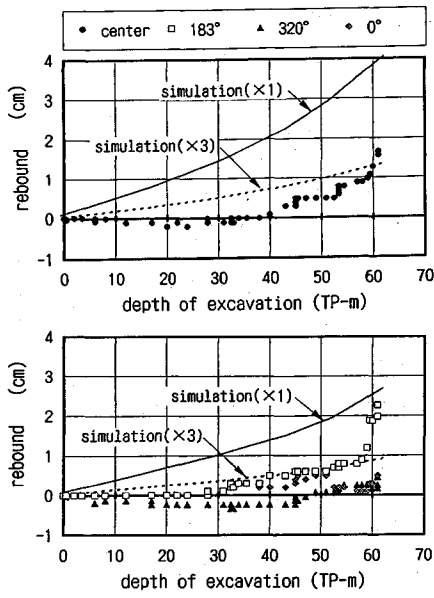 center 183° 320° 0°
rebound (cm)
4
3
2
1
0
-1
simulation(×1)
simulation(×3)
0 10 20 30 40 50 60 70
depth of excavation (TP-m)
rebound (cm)
4
3
2
1
0
-1
simulation(×1)
simulation(×3)
0 10 20 30 40 50 60 70
depth of excavation (TP-m)